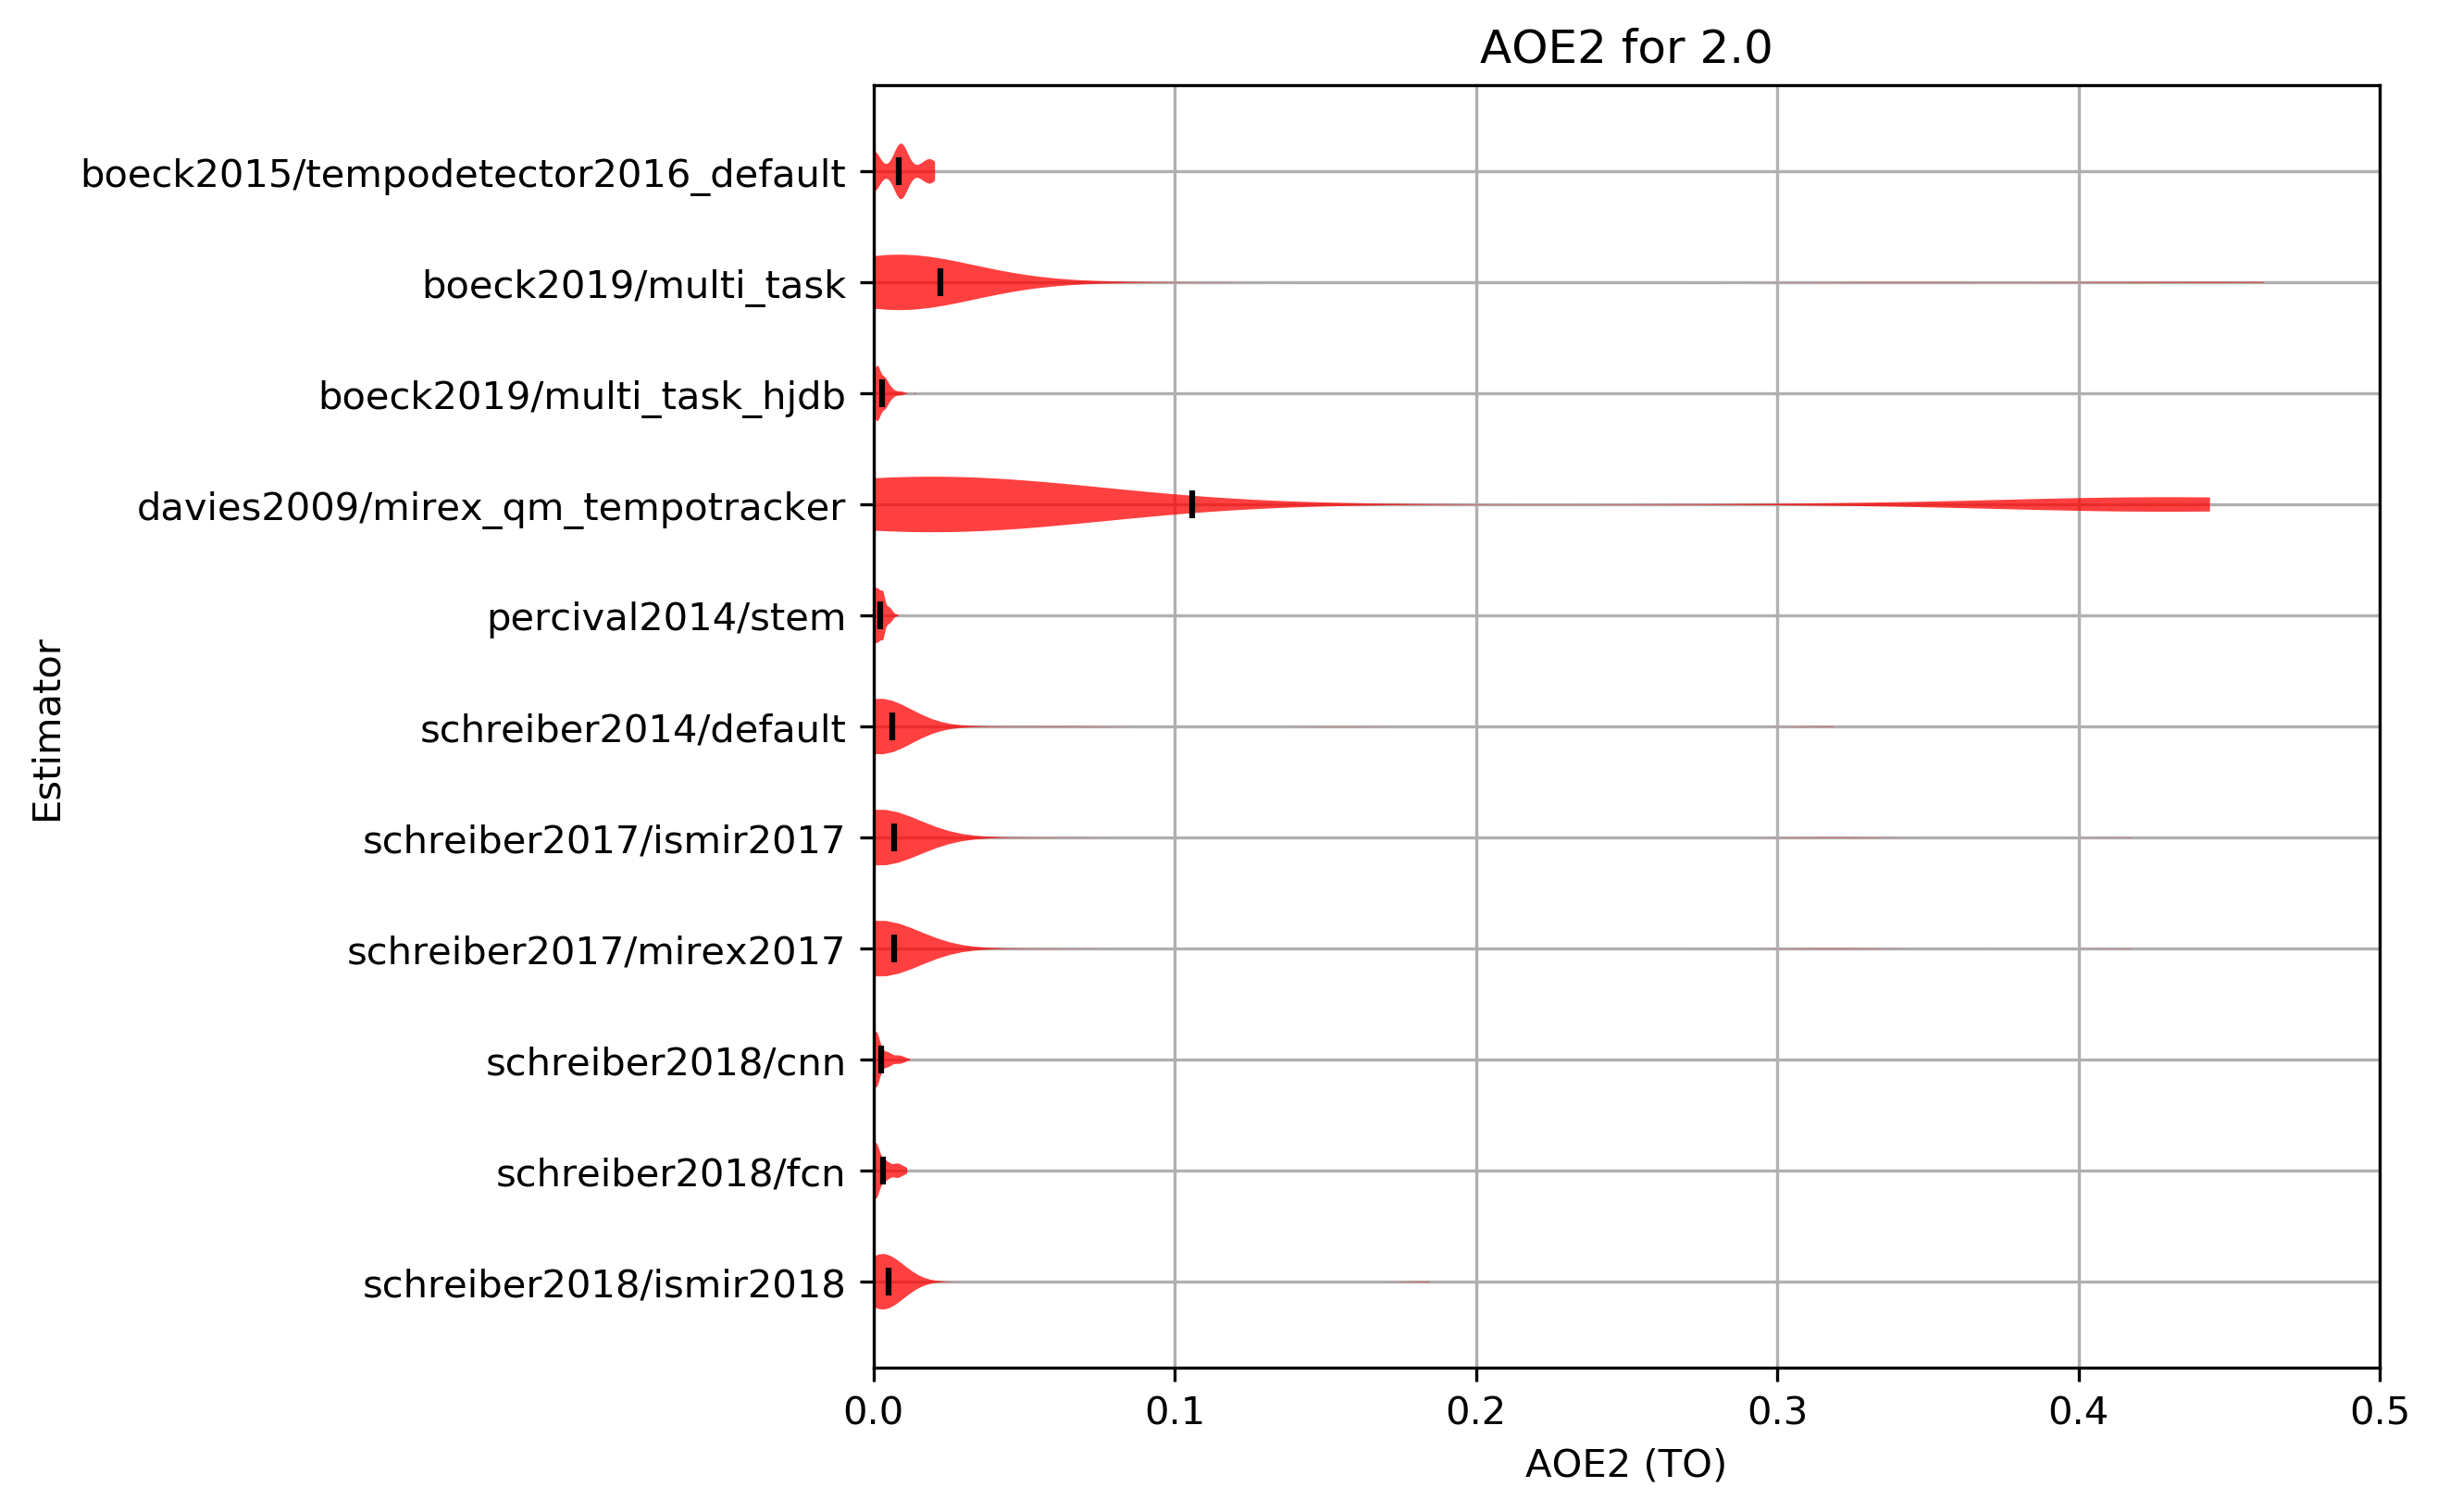 AOE2 for 2.0
boeck2015/tempodetector2016_default
boeck2019/multi_task
boeck2019/multi_task_hjdb
davies2009/mirex_qm_tempotracker
percival2014/stem
schreiber2014/default
schreiber2017/ismir2017
schreiber2017/mirex2017
schreiber2018/cnn
schreiber2018/fcn
schreiber2018/ismir2018
Estimator
0.0 0.1 0.2 0.3 0.4 0.5
AOE2 (TO)